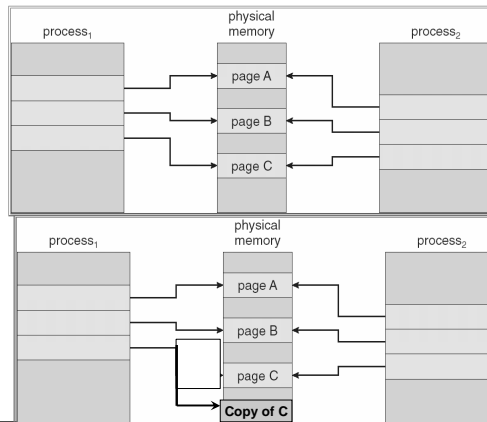 physical
process₁ memory process₂
page A
page B
page C
physical
process₁ memory process₂
page A
page B
page C
Copy of C